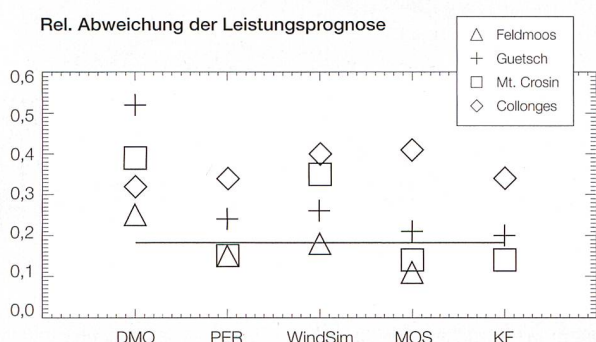 Rel. Abweichung der Leistungsprognose
Feldmoos
Guetsch
Mt. Crosin
Collonges
0,6
0,5
0,4
0,3
0,2
0,1
0,0
DMO PER WindSim MOS KF